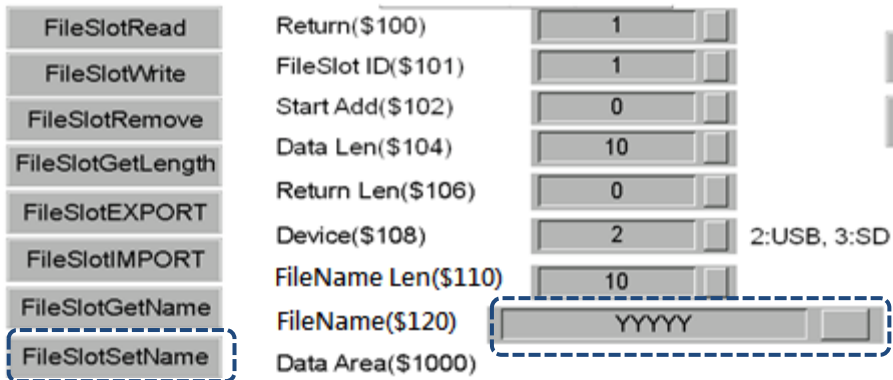 FileSlotRead
FileSlotWrite
FileSlotRemove
FileSlotGetLength
FileSlotEXPORT
FileSlotIMPORT
FileSlotGetName
FileSlotSetName
Return($100) 1
FileSlot ID($101) 1
Start Add($102) 0
Data Len($104) 10
Return Len($106) 0
Device($108) 2 2:USB, 3:SD
FileName Len($110) 10
FileName($120) YYYYY
Data Area($1000)